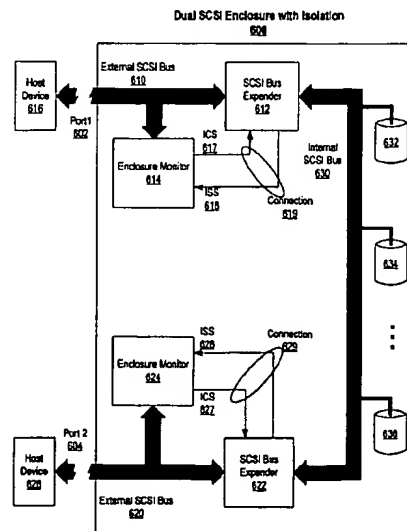 Dual SCSI Enclosure with Isolation
600
External SCSI Bus
610
Host
Device
616
Port1
602
SCSI Bus
Expander
612
Enclosure Monitor
614
ICS
617
ISS
618
Connection
619
Internal
SCSI Bus
630
632
634
Enclosure Monitor
624
ISS
628
ICS
627
Connection
629
Port 2
604
Host
Device
626
SCSI Bus
Expander
622
External SCSI Bus
620
636